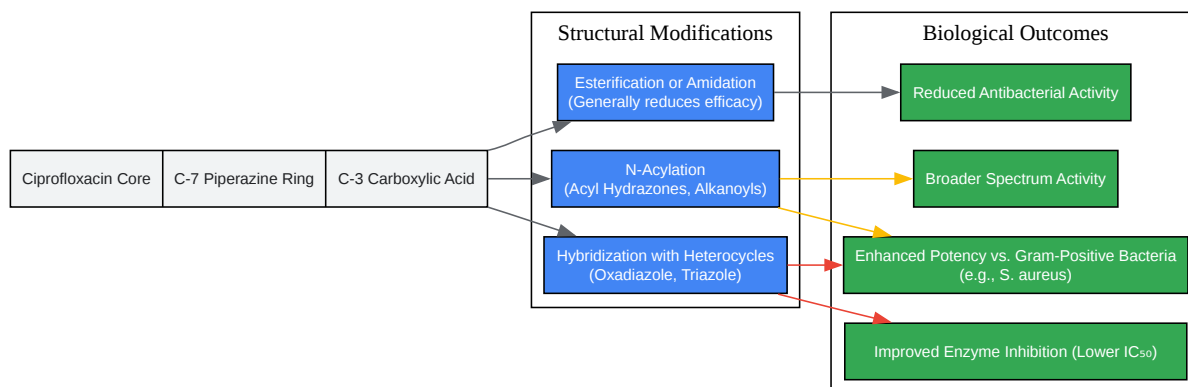 Structural Modifications
Biological Outcomes
Esterification or Amidation
(Generally reduces efficacy)
Reduced Antibacterial Activity
Ciprofloxacin Core
C-7 Piperazine Ring
C-3 Carboxylic Acid
N-Acylation
(Acyl Hydrazones, Alkanoyls)
Broader Spectrum Activity
Hybridization with Heterocycles
(Oxadiazole, Triazole)
Enhanced Potency vs. Gram-Positive Bacteria
(e.g., S. aureus)
Improved Enzyme Inhibition (Lower IC₅₀)